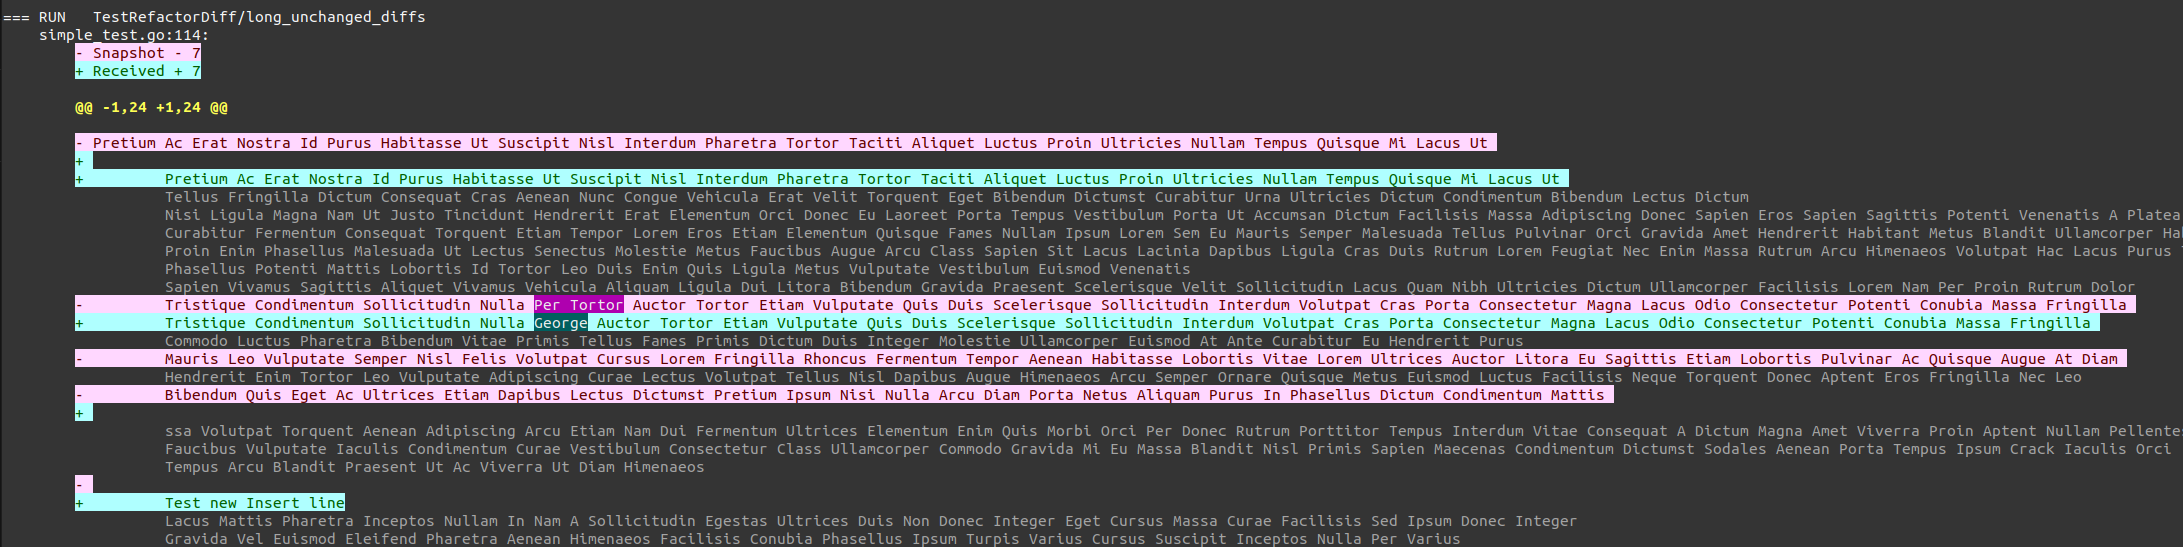 === RUN   TestRefactorDiff/long_unchanged_diffs
    simple_test.go:114:
        - Snapshot - 7
        + Received + 7

        @@ -1,24 +1,24 @@

        - Pretium Ac Erat Nostra Id Purus Habitasse Ut Suscipit Nisl Interdum Pharetra Tortor Taciti Aliquet Luctus Proin Ultricies Nullam Tempus Quisque Mi Lacus Ut
        +
        +         Pretium Ac Erat Nostra Id Purus Habitasse Ut Suscipit Nisl Interdum Pharetra Tortor Taciti Aliquet Luctus Proin Ultricies Nullam Tempus Quisque Mi Lacus Ut
                  Tellus Fringilla Dictum Consequat Cras Aenean Nunc Congue Vehicula Erat Velit Torquent Eget Bibendum Dictumst Curabitur Urna Ultricies Dictum Condimentum Bibendum Lectus Dictum
                  Nisi Ligula Magna Nam Ut Justo Tincidunt Hendrerit Erat Elementum Orci Donec Eu Laoreet Porta Tempus Vestibulum Porta Ut Accumsan Dictum Facilisis Massa Adipiscing Donec Sapien Eros Sapien Sagittis Potenti Venenatis A Platea
                  Curabitur Fermentum Consequat Torquent Etiam Tempor Lorem Eros Etiam Elementum Quisque Fames Nullam Ipsum Lorem Sem Eu Mauris Semper Malesuada Tellus Pulvinar Orci Gravida Amet Hendrerit Habitant Metus Blandit Ullamcorper
                  Proin Enim Phasellus Malesuada Ut Lectus Senectus Molestie Metus Faucibus Augue Arcu Class Sapien Sit Lacus Lacinia Dapibus Ligula Cras Duis Rutrum Lorem Feugiat Nec Enim Massa Rutrum Arcu Himenaeos Volutpat Hac Lacus Purus
                  Phasellus Potenti Mattis Lobortis Id Tortor Leo Duis Enim Quis Ligula Metus Vulputate Vestibulum Euismod Venenatis
                  Sapien Vivamus Sagittis Aliquet Vivamus Vehicula Aliquam Ligula Dui Litora Bibendum Gravida Praesent Scelerisque Velit Sollicitudin Lacus Quam Nibh Ultricies Dictum Ullamcorper Facilisis Lorem Nam Per Proin Rutrum Dolor
        -         Tristique Condimentum Sollicitudin Nulla Per Tortor Auctor Tortor Etiam Vulputate Quis Duis Scelerisque Sollicitudin Interdum Volutpat Cras Porta Consectetur Magna Lacus Odio Consectetur Potenti Conubia Massa Fringilla
        +         Tristique Condimentum Sollicitudin Nulla George Auctor Tortor Etiam Vulputate Quis Duis Scelerisque Sollicitudin Interdum Volutpat Cras Porta Consectetur Magna Lacus Odio Consectetur Potenti Conubia Massa Fringilla
                  Commodo Luctus Pharetra Bibendum Vitae Primis Tellus Fames Primis Dictum Duis Integer Molestie Ullamcorper Euismod At Ante Curabitur Eu Hendrerit Purus
        -         Mauris Leo Vulputate Semper Nisl Felis Volutpat Cursus Lorem Fringilla Rhoncus Fermentum Tempor Aenean Habitasse Lobortis Vitae Lorem Ultrices Auctor Litora Eu Sagittis Etiam Lobortis Pulvinar Ac Quisque Augue At Diam
                  Hendrerit Enim Tortor Leo Vulputate Adipiscing Curae Lectus Volutpat Tellus Nisl Dapibus Augue Himenaeos Arcu Semper Ornare Quisque Metus Euismod Luctus Facilisis Neque Torquent Donec Aptent Eros Fringilla Nec Leo
        -         Bibendum Quis Eget Ac Ultrices Etiam Dapibus Lectus Dictumst Pretium Ipsum Nisi Nulla Arcu Diam Porta Netus Aliquam Purus In Phasellus Dictum Condimentum Mattis
        +
                  ssa Volutpat Torquent Aenean Adipiscing Arcu Etiam Nam Dui Fermentum Ultrices Elementum Enim Quis Morbi Orci Per Donec Rutrum Porttitor Tempus Interdum Vitae Consequat A Dictum Magna Amet Viverra Proin Aptent Nullam
                  Faucibus Vulputate Iaculis Condimentum Curae Vestibulum Consectetur Class Ullamcorper Commodo Gravida Mi Eu Massa Blandit Nisl Primis Sapien Maecenas Condimentum Dictumst Sodales Aenean Porta Tempus Ipsum Crack Iaculis Orci
                  Tempus Arcu Blandit Praesent Ut Ac Viverra Ut Diam Himenaeos
        -
        +         Test new Insert line
                  Lacus Mattis Pharetra Inceptos Nullam In Nam A Sollicitudin Egestas Ultrices Duis Non Donec Integer Eget Cursus Massa Curae Facilisis Sed Ipsum Donec Integer
                  Gravida Vel Euismod Eleifend Pharetra Aenean Himenaeos Facilisis Conubia Phasellus Ipsum Turpis Varius Cursus Suscipit Inceptos Nulla Per Varius